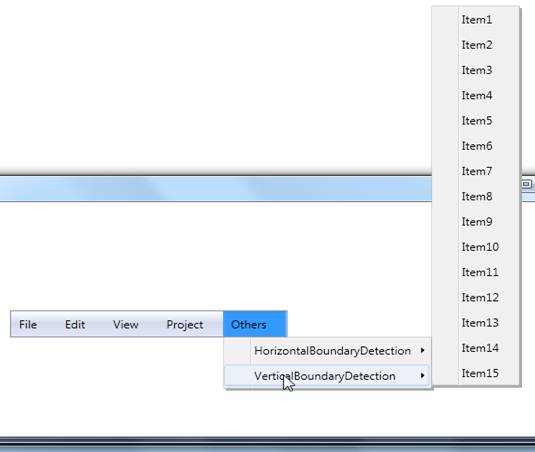 Item1
Item2
Item3
Item4
Item5
Item6
Item7
Item8
Item9
Item10
Item11
Item12
Item13
Item14
Item15
File Edit View Project Others
HorizontalBoundaryDetection
VerticalBoundaryDetection